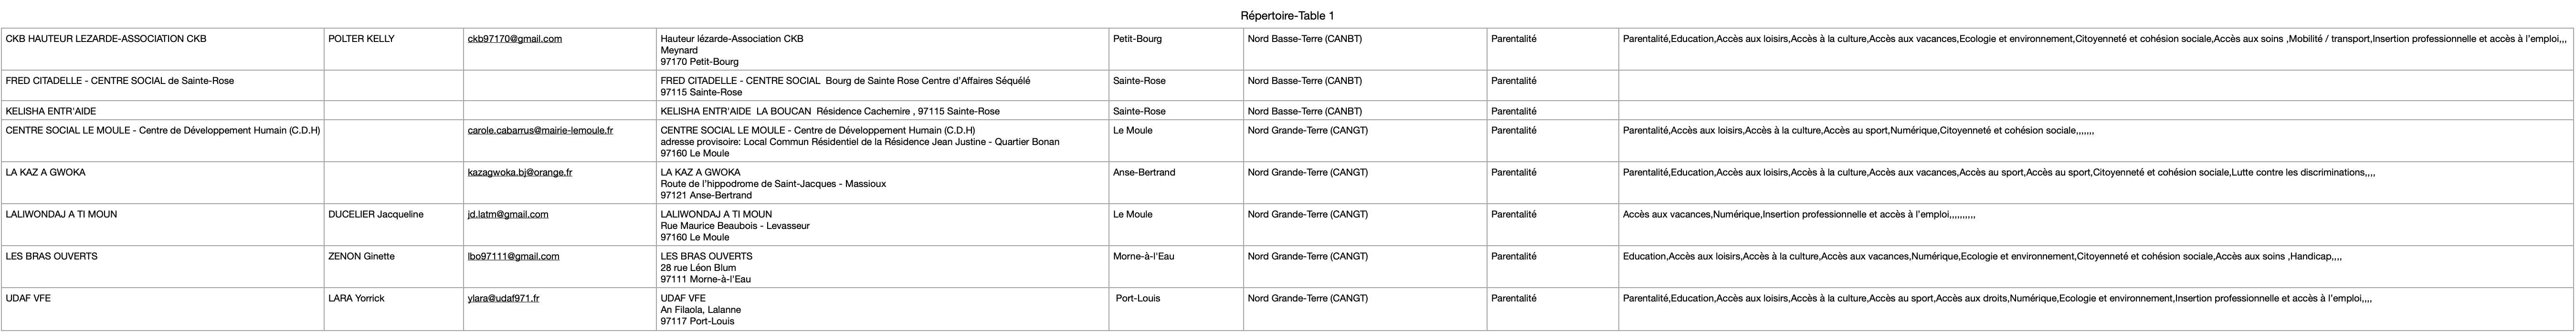 Répertoire-Table 1
CKB HAUTEUR LEZARDE-ASSOCIATION CKB POLTER KELLY ckb97170@gmail.com Hauteur lézarde-Association CKB Petit-Bourg Nord Basse-Terre (CANBT) Parentalité Parentalité,Education,Accès aux loisirs,Accès à la culture,Accès aux vacances,Ecologie et environnement,Citoyenneté et cohésion sociale,Accès aux soins ,Mobilité / transport,Insertion professionnelle et accès à l'emploi,,,
Meynard
97170 Petit-Bourg
FRED CITADELLE - CENTRE SOCIAL de Sainte-Rose FRED CITADELLE - CENTRE SOCIAL  Bourg de Sainte Rose Centre d'Affaires Séquélé Sainte-Rose Nord Basse-Terre (CANBT) Parentalité
97115 Sainte-Rose
KELISHA ENTR'AIDE KELISHA ENTR'AIDE  LA BOUCAN  Résidence Cachemire , 97115 Sainte-Rose Sainte-Rose Nord Basse-Terre (CANBT) Parentalité
CENTRE SOCIAL LE MOULE - Centre de Développement Humain (C.D.H) carole.cabarrus@mairie-lemoule.fr CENTRE SOCIAL LE MOULE - Centre de Développement Humain (C.D.H) Le Moule Nord Grande-Terre (CANGT) Parentalité Parentalité,Accès aux loisirs,Accès à la culture,Accès au sport,Numérique,Citoyenneté et cohésion sociale,,,,,,,
adresse provisoire: Local Commun Résidentiel de la Résidence Jean Justine - Quartier Bonan
97160 Le Moule
LA KAZ A GWOKA kazagwoka.bj@orange.fr LA KAZ A GWOKA Anse-Bertrand Nord Grande-Terre (CANGT) Parentalité Parentalité,Education,Accès aux loisirs,Accès à la culture,Accès aux vacances,Accès au sport,Accès au sport,Citoyenneté et cohésion sociale,Lutte contre les discriminations,,,,
Route de l'hippodrome de Saint-Jacques - Massioux
97121 Anse-Bertrand
LALIWONDAJ A TI MOUN DUCELIER Jacqueline jd.latm@gmail.com LALIWONDAJ A TI MOUN Le Moule Nord Grande-Terre (CANGT) Parentalité Accès aux vacances,Numérique,Insertion professionnelle et accès à l'emploi,,,,,,,,,,
Rue Maurice Beaubois - Levasseur
97160 Le Moule
LES BRAS OUVERTS ZENON Ginette lbo97111@gmail.com LES BRAS OUVERTS Morne-à-l'Eau Nord Grande-Terre (CANGT) Parentalité Education,Accès aux loisirs,Accès à la culture,Accès aux vacances,Numérique,Ecologie et environnement,Citoyenneté et cohésion sociale,Accès aux soins ,Handicap,,,,
28 rue Léon Blum
97111 Morne-à-l'Eau
UDAF VFE LARA Yorrick ylara@udaf971.fr UDAF VFE Port-Louis Nord Grande-Terre (CANGT) Parentalité Parentalité,Education,Accès aux loisirs,Accès à la culture,Accès au sport,Accès aux droits,Numérique,Ecologie et environnement,Insertion professionnelle et accès à l'emploi,,,,
An Filaola, Lalanne
97117 Port-Louis